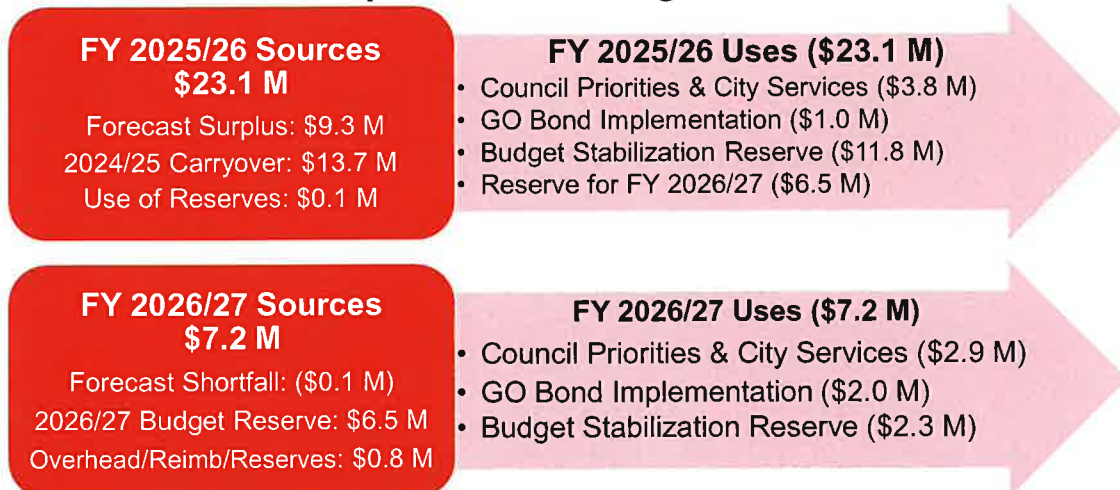 FY 2025/26 Sources
$23.1 M
Forecast Surplus: $9.3 M
2024/25 Carryover: $13.7 M
Use of Reserves: $0.1 M
FY 2025/26 Uses ($23.1 M)
• Council Priorities & City Services ($3.8 M)
• GO Bond Implementation ($1.0 M)
• Budget Stabilization Reserve ($11.8 M)
• Reserve for FY 2026/27 ($6.5 M)
FY 2026/27 Sources
$7.2 M
Forecast Shortfall: ($0.1 M)
2026/27 Budget Reserve: $6.5 M
Overhead/Reimb/Reserves: $0.8 M
FY 2026/27 Uses ($7.2 M)
• Council Priorities & City Services ($2.9 M)
• GO Bond Implementation ($2.0 M)
• Budget Stabilization Reserve ($2.3 M)